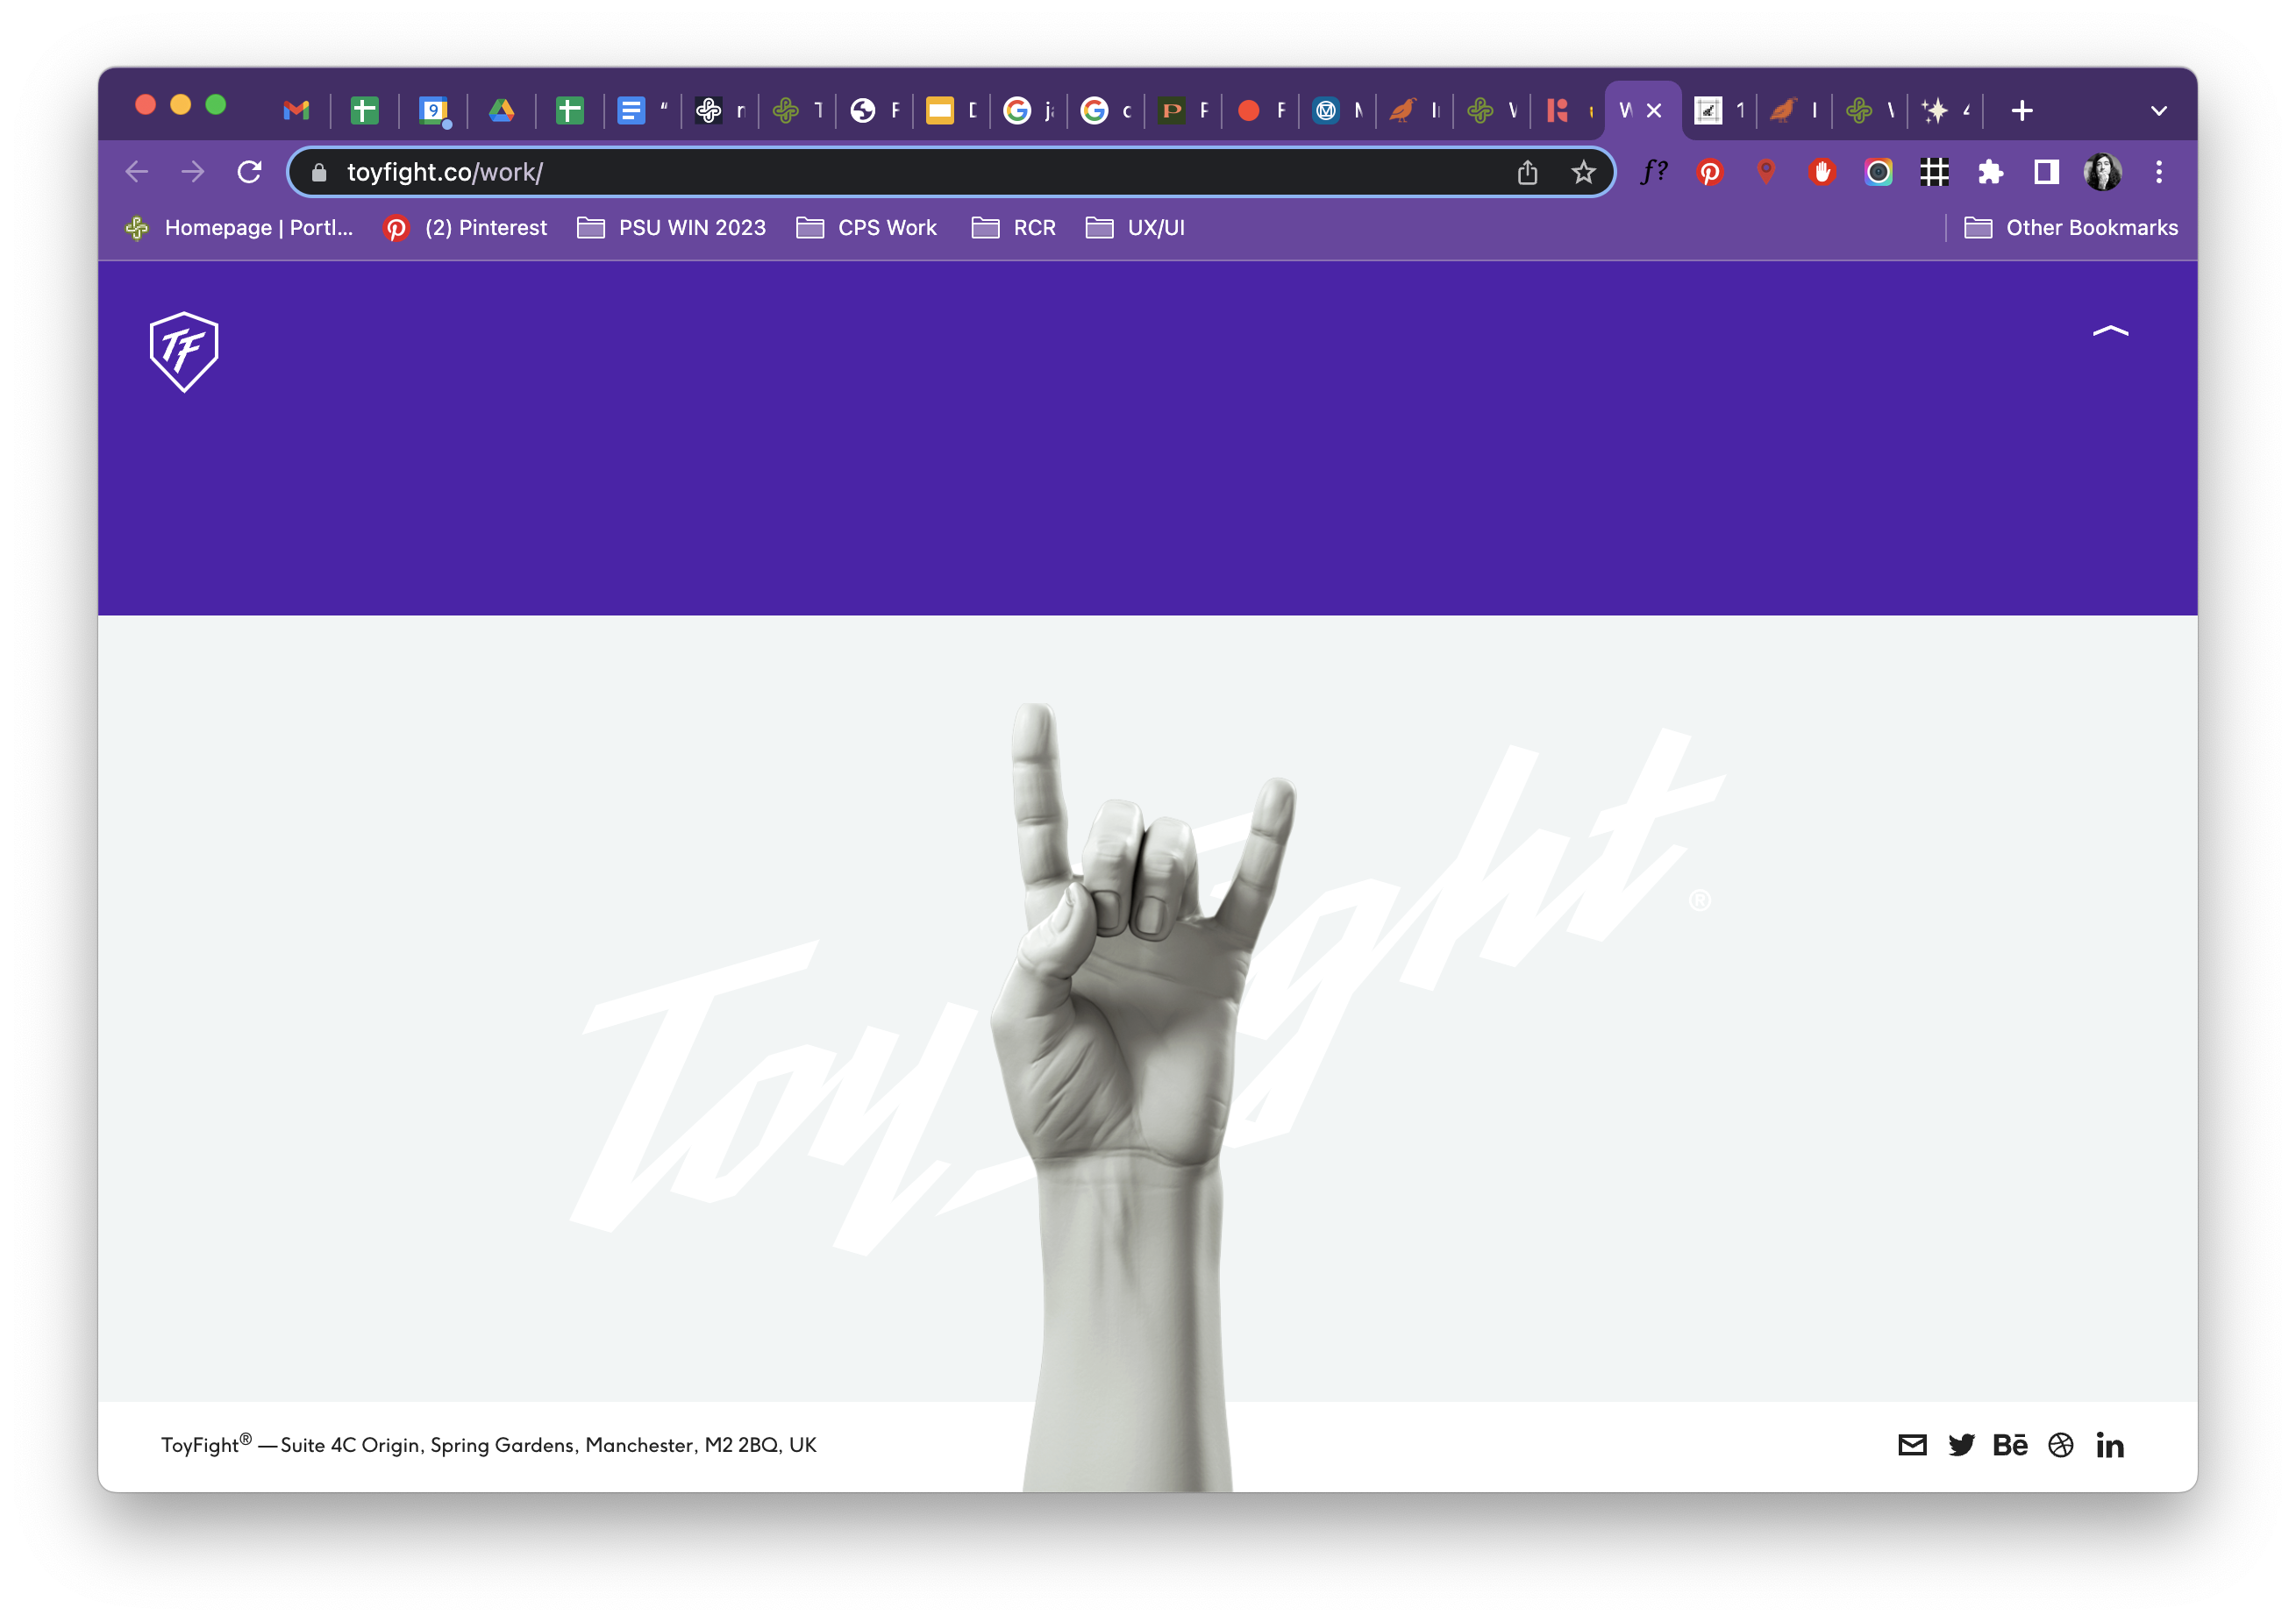 toyfight.co/work/
f?
Homepage | Portl...
(2) Pinterest
PSU WIN 2023
CPS Work
RCR
UX/UI
Other Bookmarks
TF
ToyFight®
ToyFight® — Suite 4C Origin, Spring Gardens, Manchester, M2 2BQ, UK
Bē
in